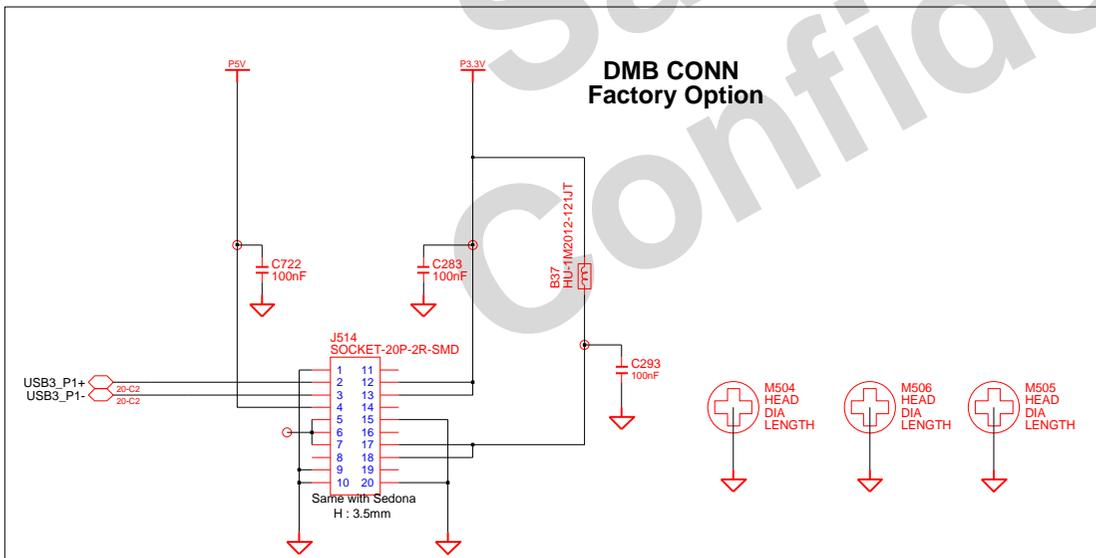 P5V
P3.3V
DMB CONN
Factory Option
C722
100nF
C283
100nF
B37
HU-1M2012-121JT
C293
100nF
J514
SOCKET-20P-2R-SMD
USB3_P1+
20-C2
USB3_P1-
20-C2
1 11
2 12
3 13
4 14
5 15
6 16
7 17
8 18
9 19
10 20
Same with Sedona
H : 3.5mm
M504
HEAD
DIA
LENGTH
M506
HEAD
DIA
LENGTH
M505
HEAD
DIA
LENGTH